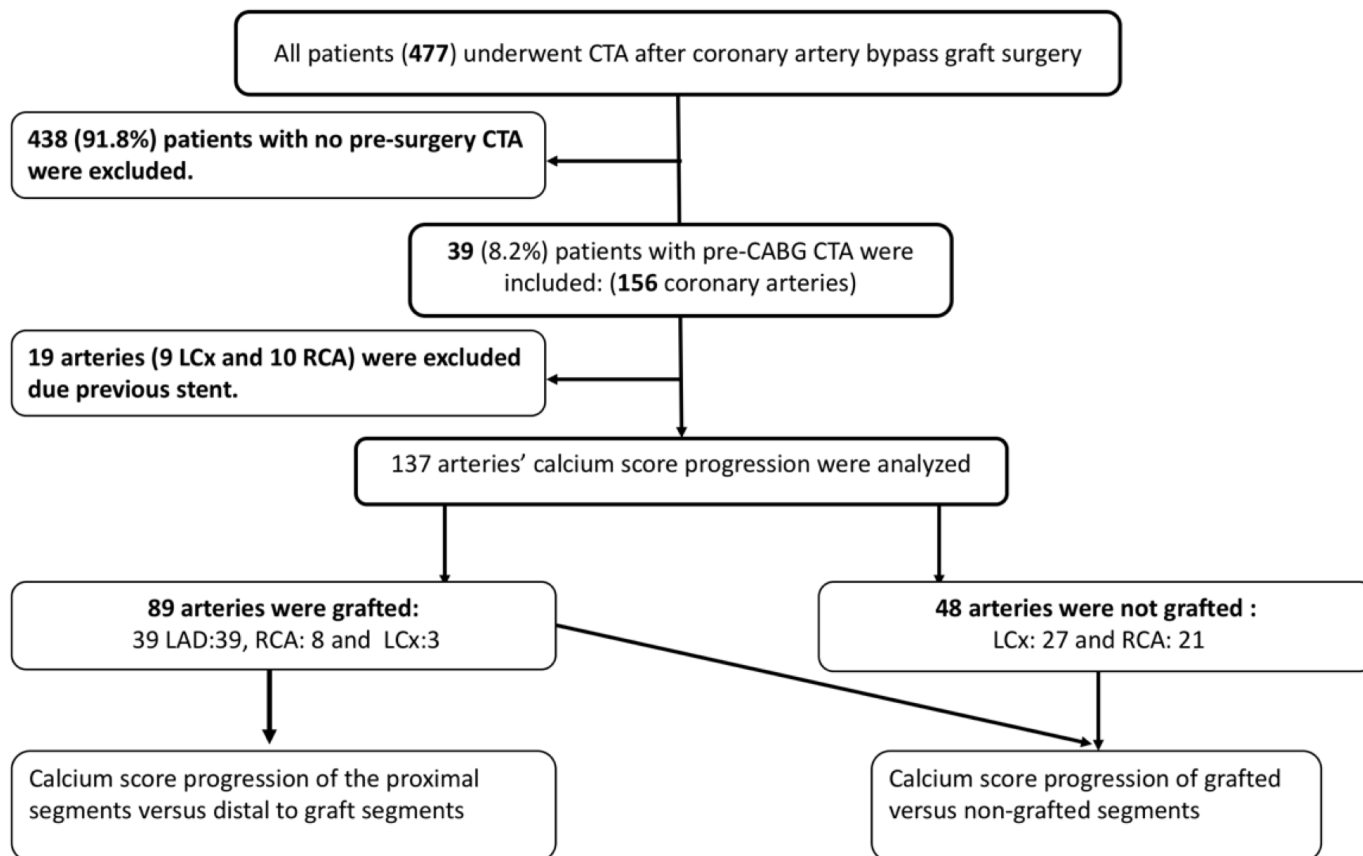 All patients (477) underwent CTA after coronary artery bypass graft surgery
438 (91.8%) patients with no pre-surgery CTA
were excluded.
39 (8.2%) patients with pre-CABG CTA were
included: (156 coronary arteries)
19 arteries (9 LCx and 10 RCA) were excluded
due previous stent.
137 arteries’ calcium score progression were analyzed
89 arteries were grafted:
39 LAD:39, RCA: 8 and LCx:3
48 arteries were not grafted :
LCx: 27 and RCA: 21
Calcium score progression of the proximal
segments versus distal to graft segments
Calcium score progression of grafted
versus non-grafted segments